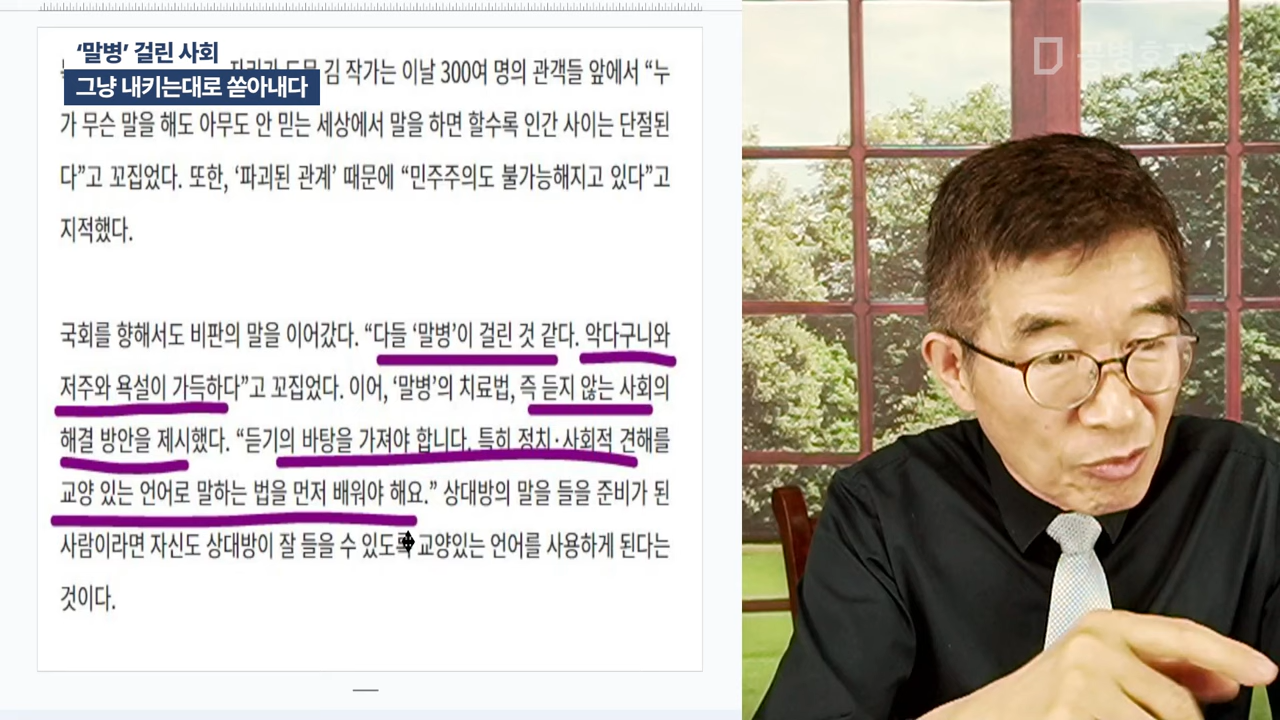 ‘말병’ 걸린 사회
그냥 내키는대로 쏟아내다
김 작가는 이날 300여 명의 관객들 앞에서 “누
가 무슨 말을 해도 아무도 안 믿는 세상에서 말을 하면 할수록 인간 사이는 단절된
다”고 꼬집었다. 또한, ‘파괴된 관계’ 때문에 “민주주의도 불가능해지고 있다”고
지적했다.
국회를 향해서도 비판의 말을 이어갔다. “다들 ‘말병’이 걸린 것 같다. 악다구니와
저주와 욕설이 가득하다”고 꼬집었다. 이어, ‘말병’의 치료법, 즉 듣지 않는 사회의
해결 방안을 제시했다. “듣기의 바탕을 가져야 합니다. 특히 정치·사회적 견해를
교양 있는 언어로 말하는 법을 먼저 배워야 해요.” 상대방의 말을 들을 준비가 된
사람이라면 자신도 상대방이 잘 들을 수 있도록 교양있는 언어를 사용하게 된다는
것이다.
공병호TV